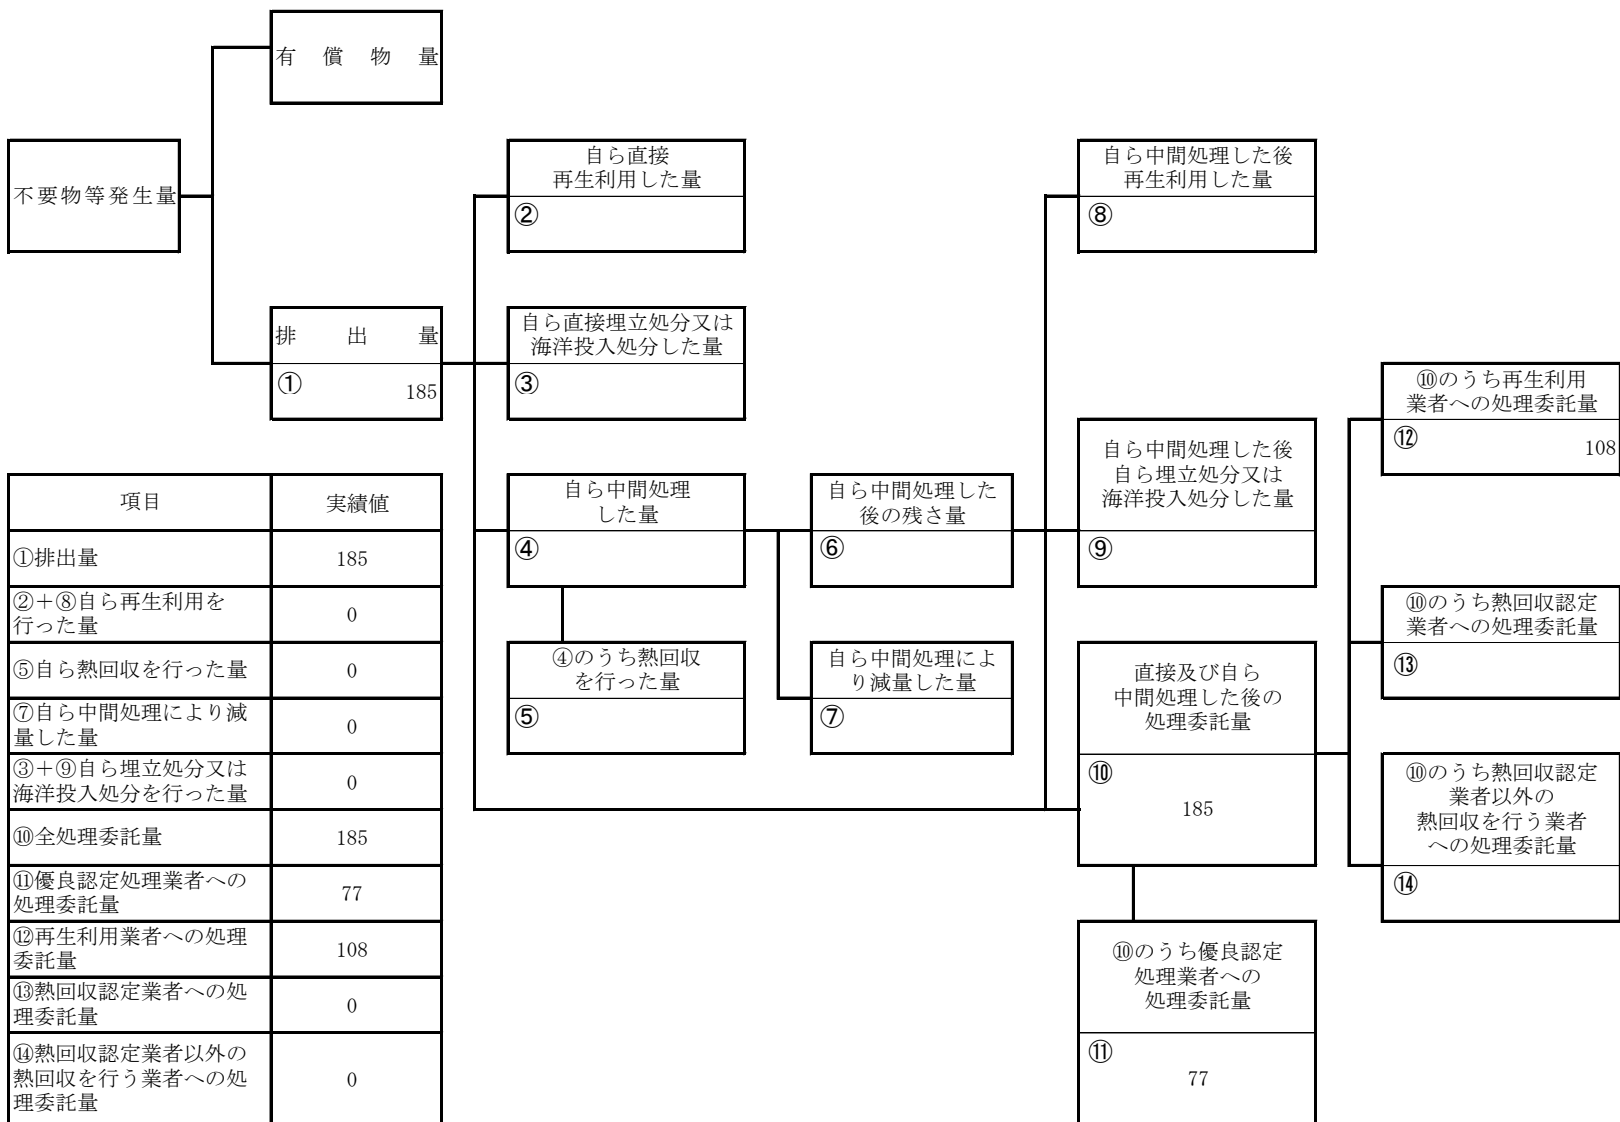 有償物量
不要物等発生量
排出量
①
185
自ら直接
再生利用した量
②
自ら直接埋立処分又は
海洋投入処分した量
③
自ら中間処理
した量
④
④のうち熱回収
を行った量
⑤
自ら中間処理した
後の残さ量
⑥
自ら中間処理によ
り減量した量
⑦
自ら中間処理した後
再生利用した量
⑧
自ら中間処理した後
自ら埋立処分又は
海洋投入処分した量
⑨
直接及び自ら
中間処理した後の
処理委託量
⑩
185
⑩のうち優良認定
処理業者への
処理委託量
⑪
77
⑩のうち再生利用
業者への処理委託量
⑫
108
⑩のうち熱回収認定
業者への処理委託量
⑬
⑩のうち熱回収認定
業者以外の
熱回収を行う業者
への処理委託量
⑭
項目 実績値
①排出量 185
②+⑧自ら再生利用を
行った量 0
⑤自ら熱回収を行った量 0
⑦自ら中間処理により減
量した量 0
③+⑨自ら埋立処分又は
海洋投入処分を行った量 0
⑩全処理委託量 185
⑪優良認定処理業者への
処理委託量 77
⑫再生利用業者への処理
委託量 108
⑬熱回収認定業者への処
理委託量 0
⑭熱回収認定業者以外の
熱回収を行う業者への処
理委託量 0